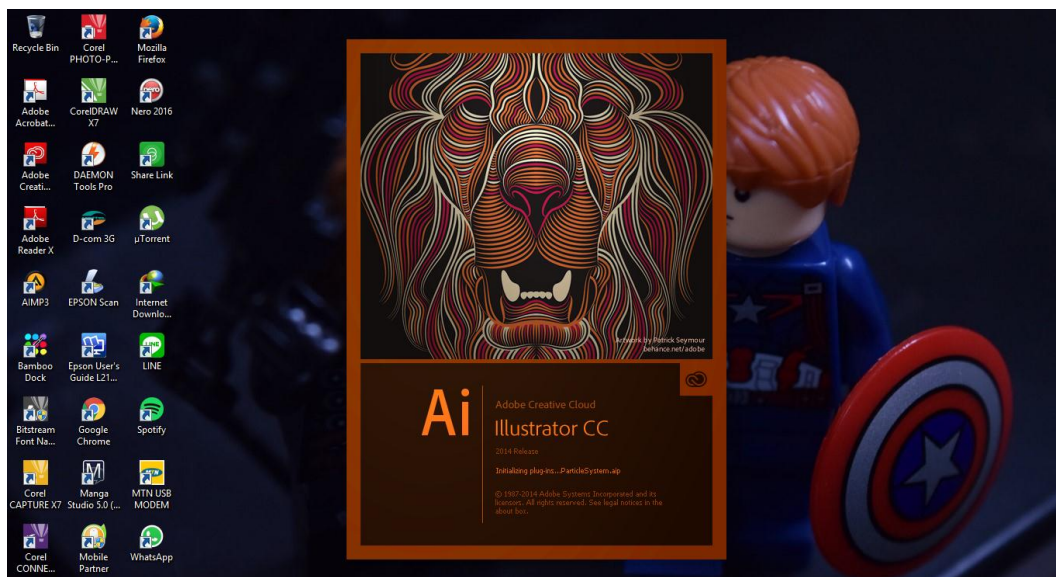 Recycle Bin
Corel
PHOTO-P...
Mozilla
Firefox
Adobe
Acrobat...
CorelDRAW
X7
Nero 2016
Adobe
Creati...
DAEMON
Tools Pro
Share Link
Adobe
Reader X
D-com 3G
µTorrent
AIMP3
EPSON Scan
Internet
Downlo...
Bamboo
Dock
Epson User's
Guide L21...
LINE
LINE
Bitstream
Font Na...
Google
Chrome
Spotify
Corel
CAPTURE X7
Manga
Studio 5.0 (...
MTN
MTN USB
MODEM
Corel
CONNE...
Mobile
Partner
WhatsApp
Artwork by Patrick Seymour
behance.net/adobe
Ai
Adobe Creative Cloud
Illustrator CC
2014 Release
Initializing plug-ins...ParticleSystem.aip
© 1987-2014 Adobe Systems Incorporated and its
licensors. All rights reserved. See legal notices in the
about box.